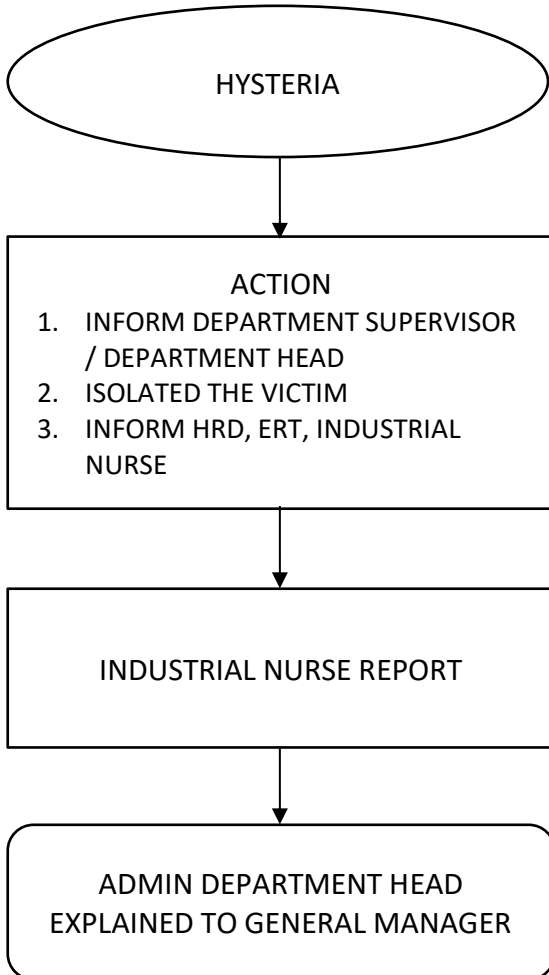 HYSTERIA
ACTION
1. INFORM DEPARTMENT SUPERVISOR
/ DEPARTMENT HEAD
2. ISOLATED THE VICTIM
3. INFORM HRD, ERT, INDUSTRIAL
NURSE
INDUSTRIAL NURSE REPORT
ADMIN DEPARTMENT HEAD
EXPLAINED TO GENERAL MANAGER